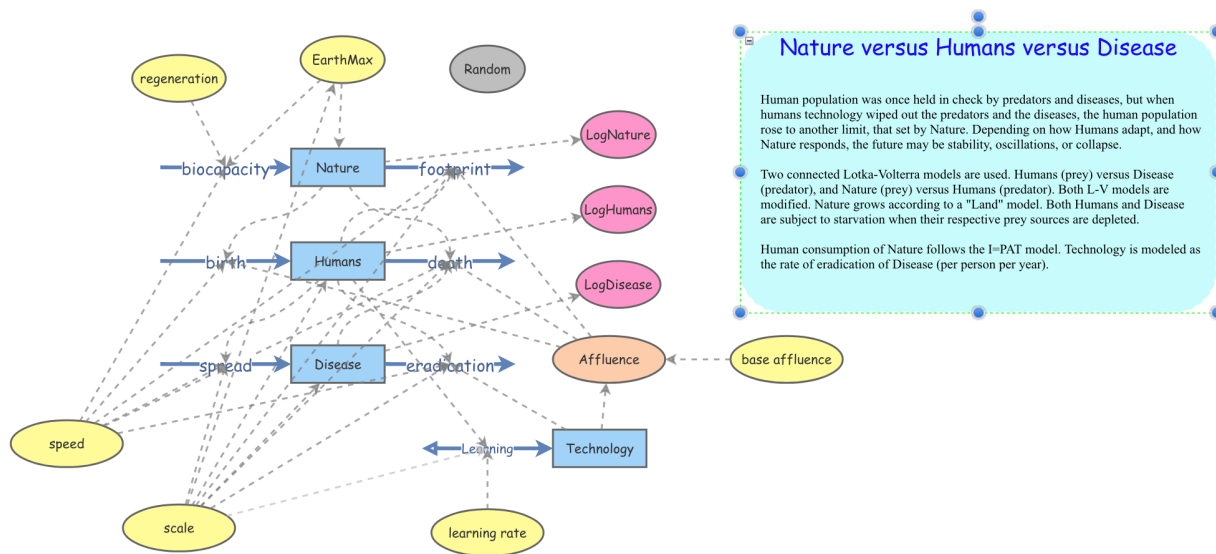 Nature versus Humans versus Disease
EarthMax
regeneration
Random
Human population was once held in check by predators and diseases, but when
humans technology wiped out the predators and the diseases, the human population
rose to another limit, that set by Nature. Depending on how Humans adapt, and how
Nature responds, the future may be stability, oscillations, or collapse.
Two connected Lotka-Volterra models are used. Humans (prey) versus Disease
(predator), and Nature (prey) versus Humans (predator). Both L-V models are
modified. Nature grows according to a "Land" model. Both Humans and Disease
are subject to starvation when their respective prey sources are depleted.
Human consumption of Nature follows the I=PAT model. Technology is modeled as
the rate of eradication of Disease (per person per year).
LogNature
biocapacity
Nature
footprint
LogHumans
birth
Humans
death
LogDisease
spread
Disease
eradication
Affluence
base affluence
speed
Learning
Technology
scale
learning rate